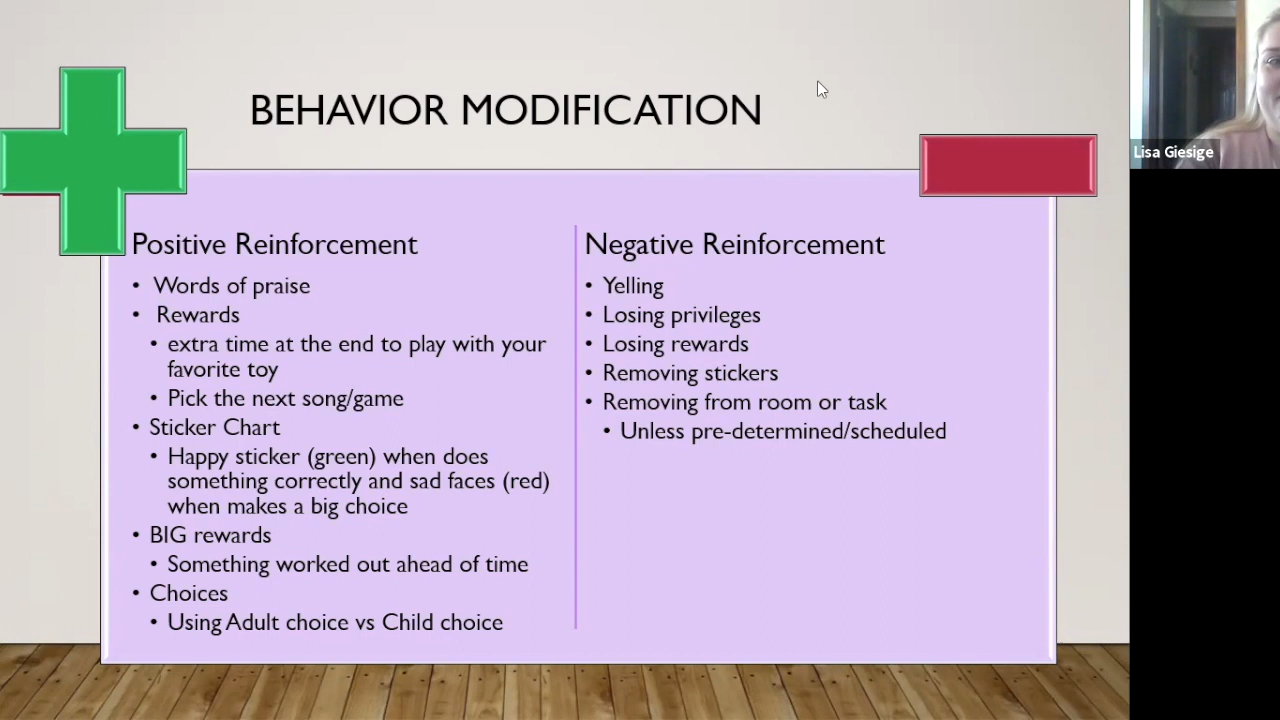 BEHAVIOR MODIFICATION
Lisa Giesige
Positive Reinforcement
• Words of praise
• Rewards
• extra time at the end to play with your
favorite toy
• Pick the next song/game
• Sticker Chart
• Happy sticker (green) when does
something correctly and sad faces (red)
when makes a big choice
• BIG rewards
• Something worked out ahead of time
• Choices
• Using Adult choice vs Child choice
Negative Reinforcement
• Yelling
• Losing privileges
• Losing rewards
• Removing stickers
• Removing from room or task
• Unless pre-determined/scheduled